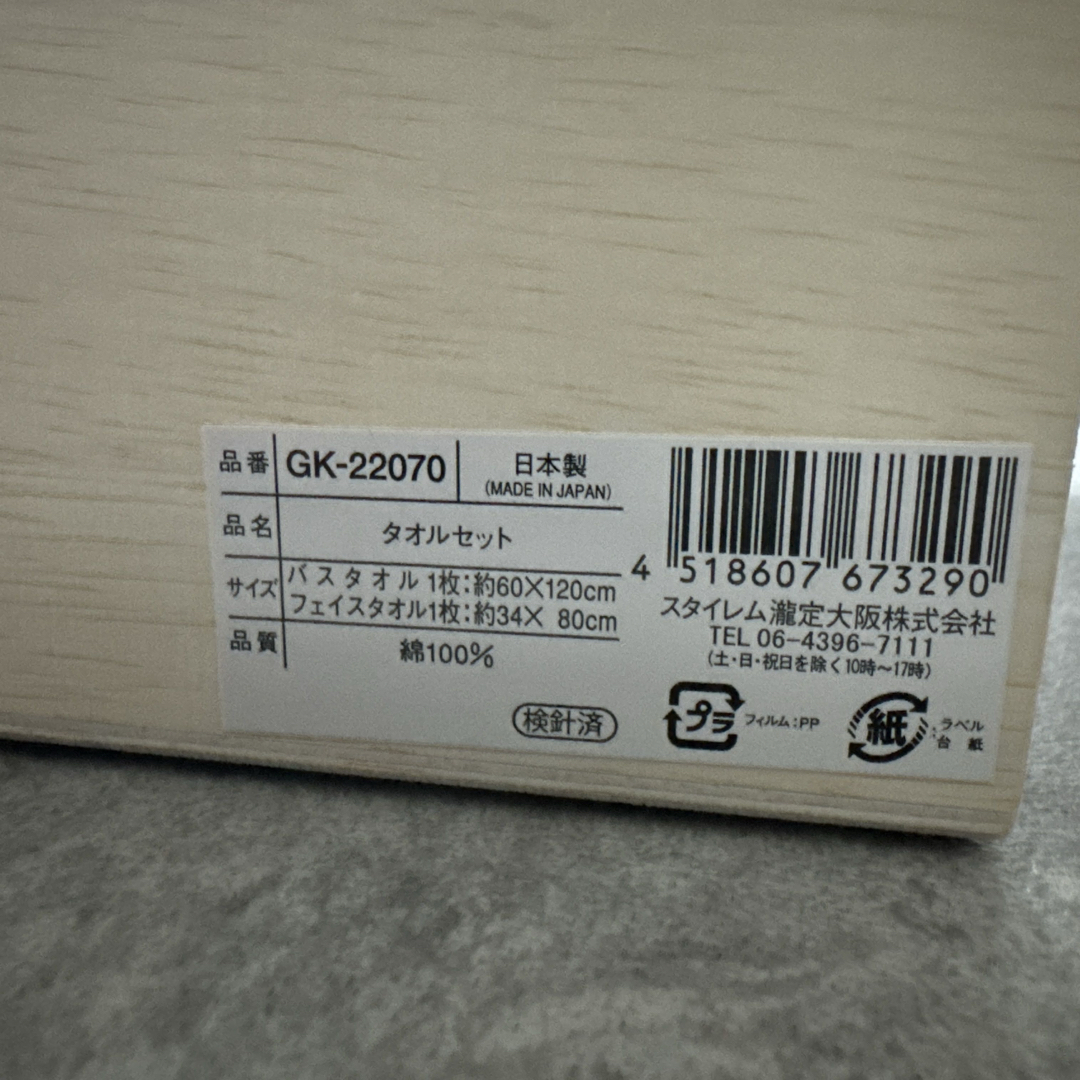 品番 GK-22070 日本製
(MADE IN JAPAN)
品名 タオルセット
サイズ バスタオル 1枚:約60×120cm
フェイスタオル1枚:約34× 80cm
品質 綿100%
検針済
4 518607 673290
スタイレム瀧定大阪株式会社
TEL 06-4396-7111
(土・日・祝日を除く10時〜17時)
プラ フィルム:PP
紙 ラベル
台紙